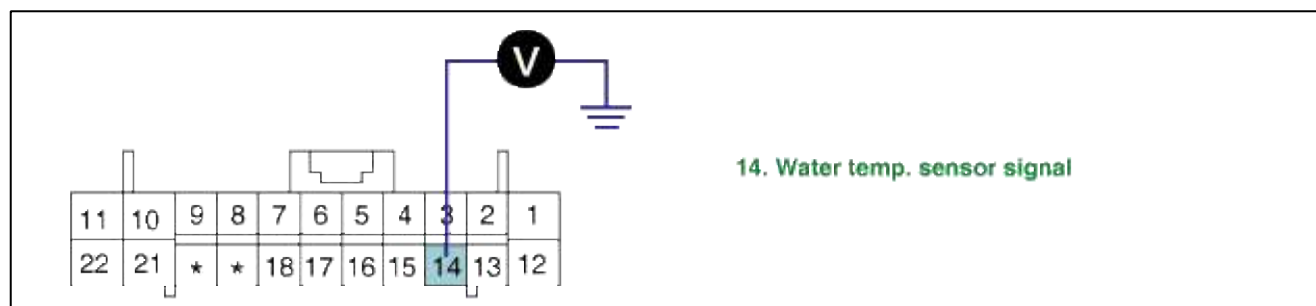 V
14. Water temp. sensor signal
11 10 9 8 7 6 5 4 3 2 1
22 21 * * 18 17 16 15 14 13 12